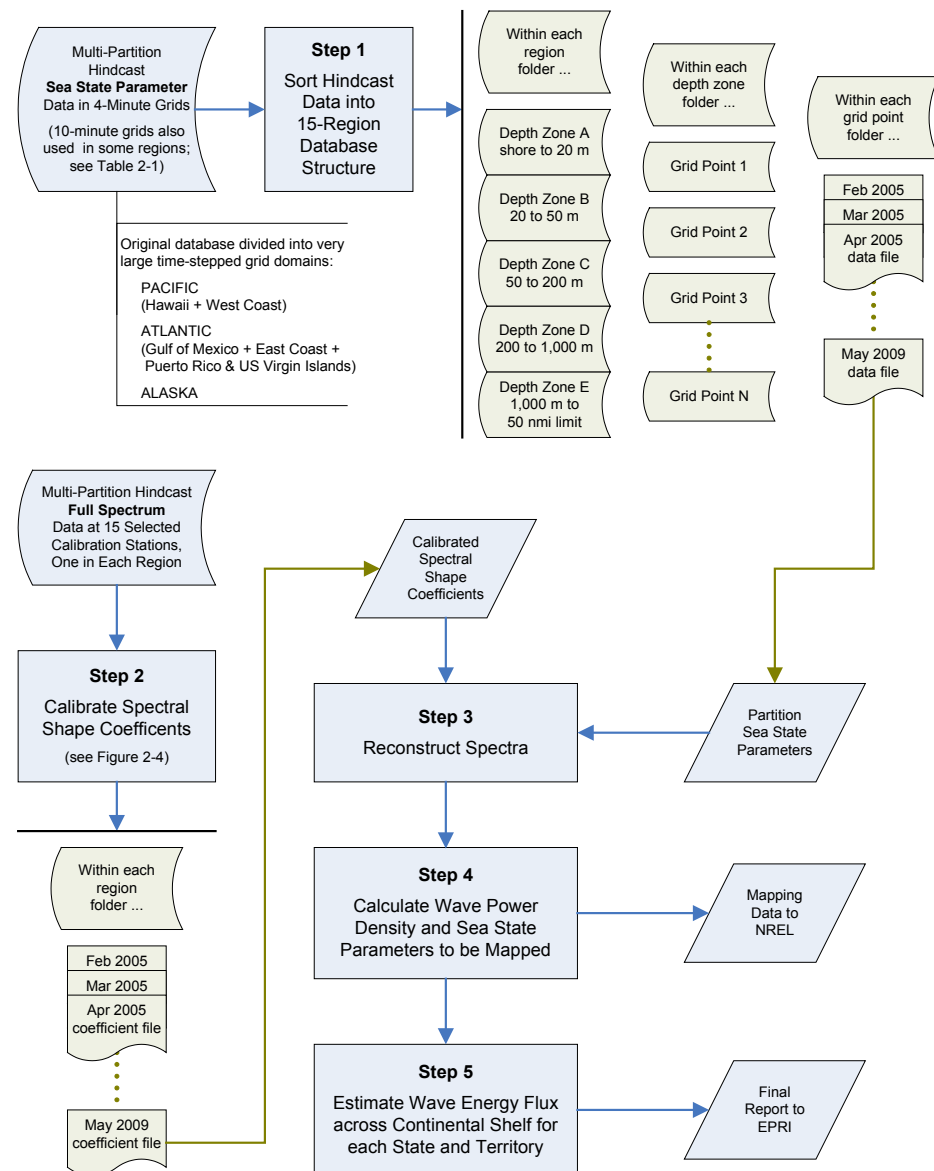 Multi-Partition
Hindcast
Sea State Parameter
Data in 4-Minute Grids
(10-minute grids also
used in some regions;
see Table 2-1)
Step 1
Sort Hindcast
Data into
15-Region
Database
Structure
Original database divided into very
large time-stepped grid domains:
PACIFIC
(Hawaii + West Coast)
ATLANTIC
(Gulf of Mexico + East Coast +
Puerto Rico & US Virgin Islands)
ALASKA
Within each
region
folder ...
Depth Zone A
shore to 20 m
Depth Zone B
20 to 50 m
Depth Zone C
50 to 200 m
Depth Zone D
200 to 1,000 m
Depth Zone E
1,000 m to
50 nmi limit
Within each
depth zone
folder ...
Grid Point 1
Grid Point 2
Grid Point 3
Grid Point N
Within each
grid point
folder ...
Feb 2005
Mar 2005
Apr 2005
data file
May 2009
data file
Multi-Partition Hindcast
Full Spectrum
Data at 15 Selected
Calibration Stations,
One in Each Region
Step 2
Calibrate Spectral
Shape Coefficents
(see Figure 2-4)
Within each
region
folder ...
Feb 2005
Mar 2005
Apr 2005
coefficient file
May 2009
coefficient file
Calibrated
Spectral
Shape
Coefficients
Step 3
Reconstruct Spectra
Partition
Sea State
Parameters
Step 4
Calculate Wave Power
Density and Sea State
Parameters to be Mapped
Mapping
Data to
NREL
Step 5
Estimate Wave Energy Flux
across Continental Shelf for
each State and Territory
Final
Report to
EPRI